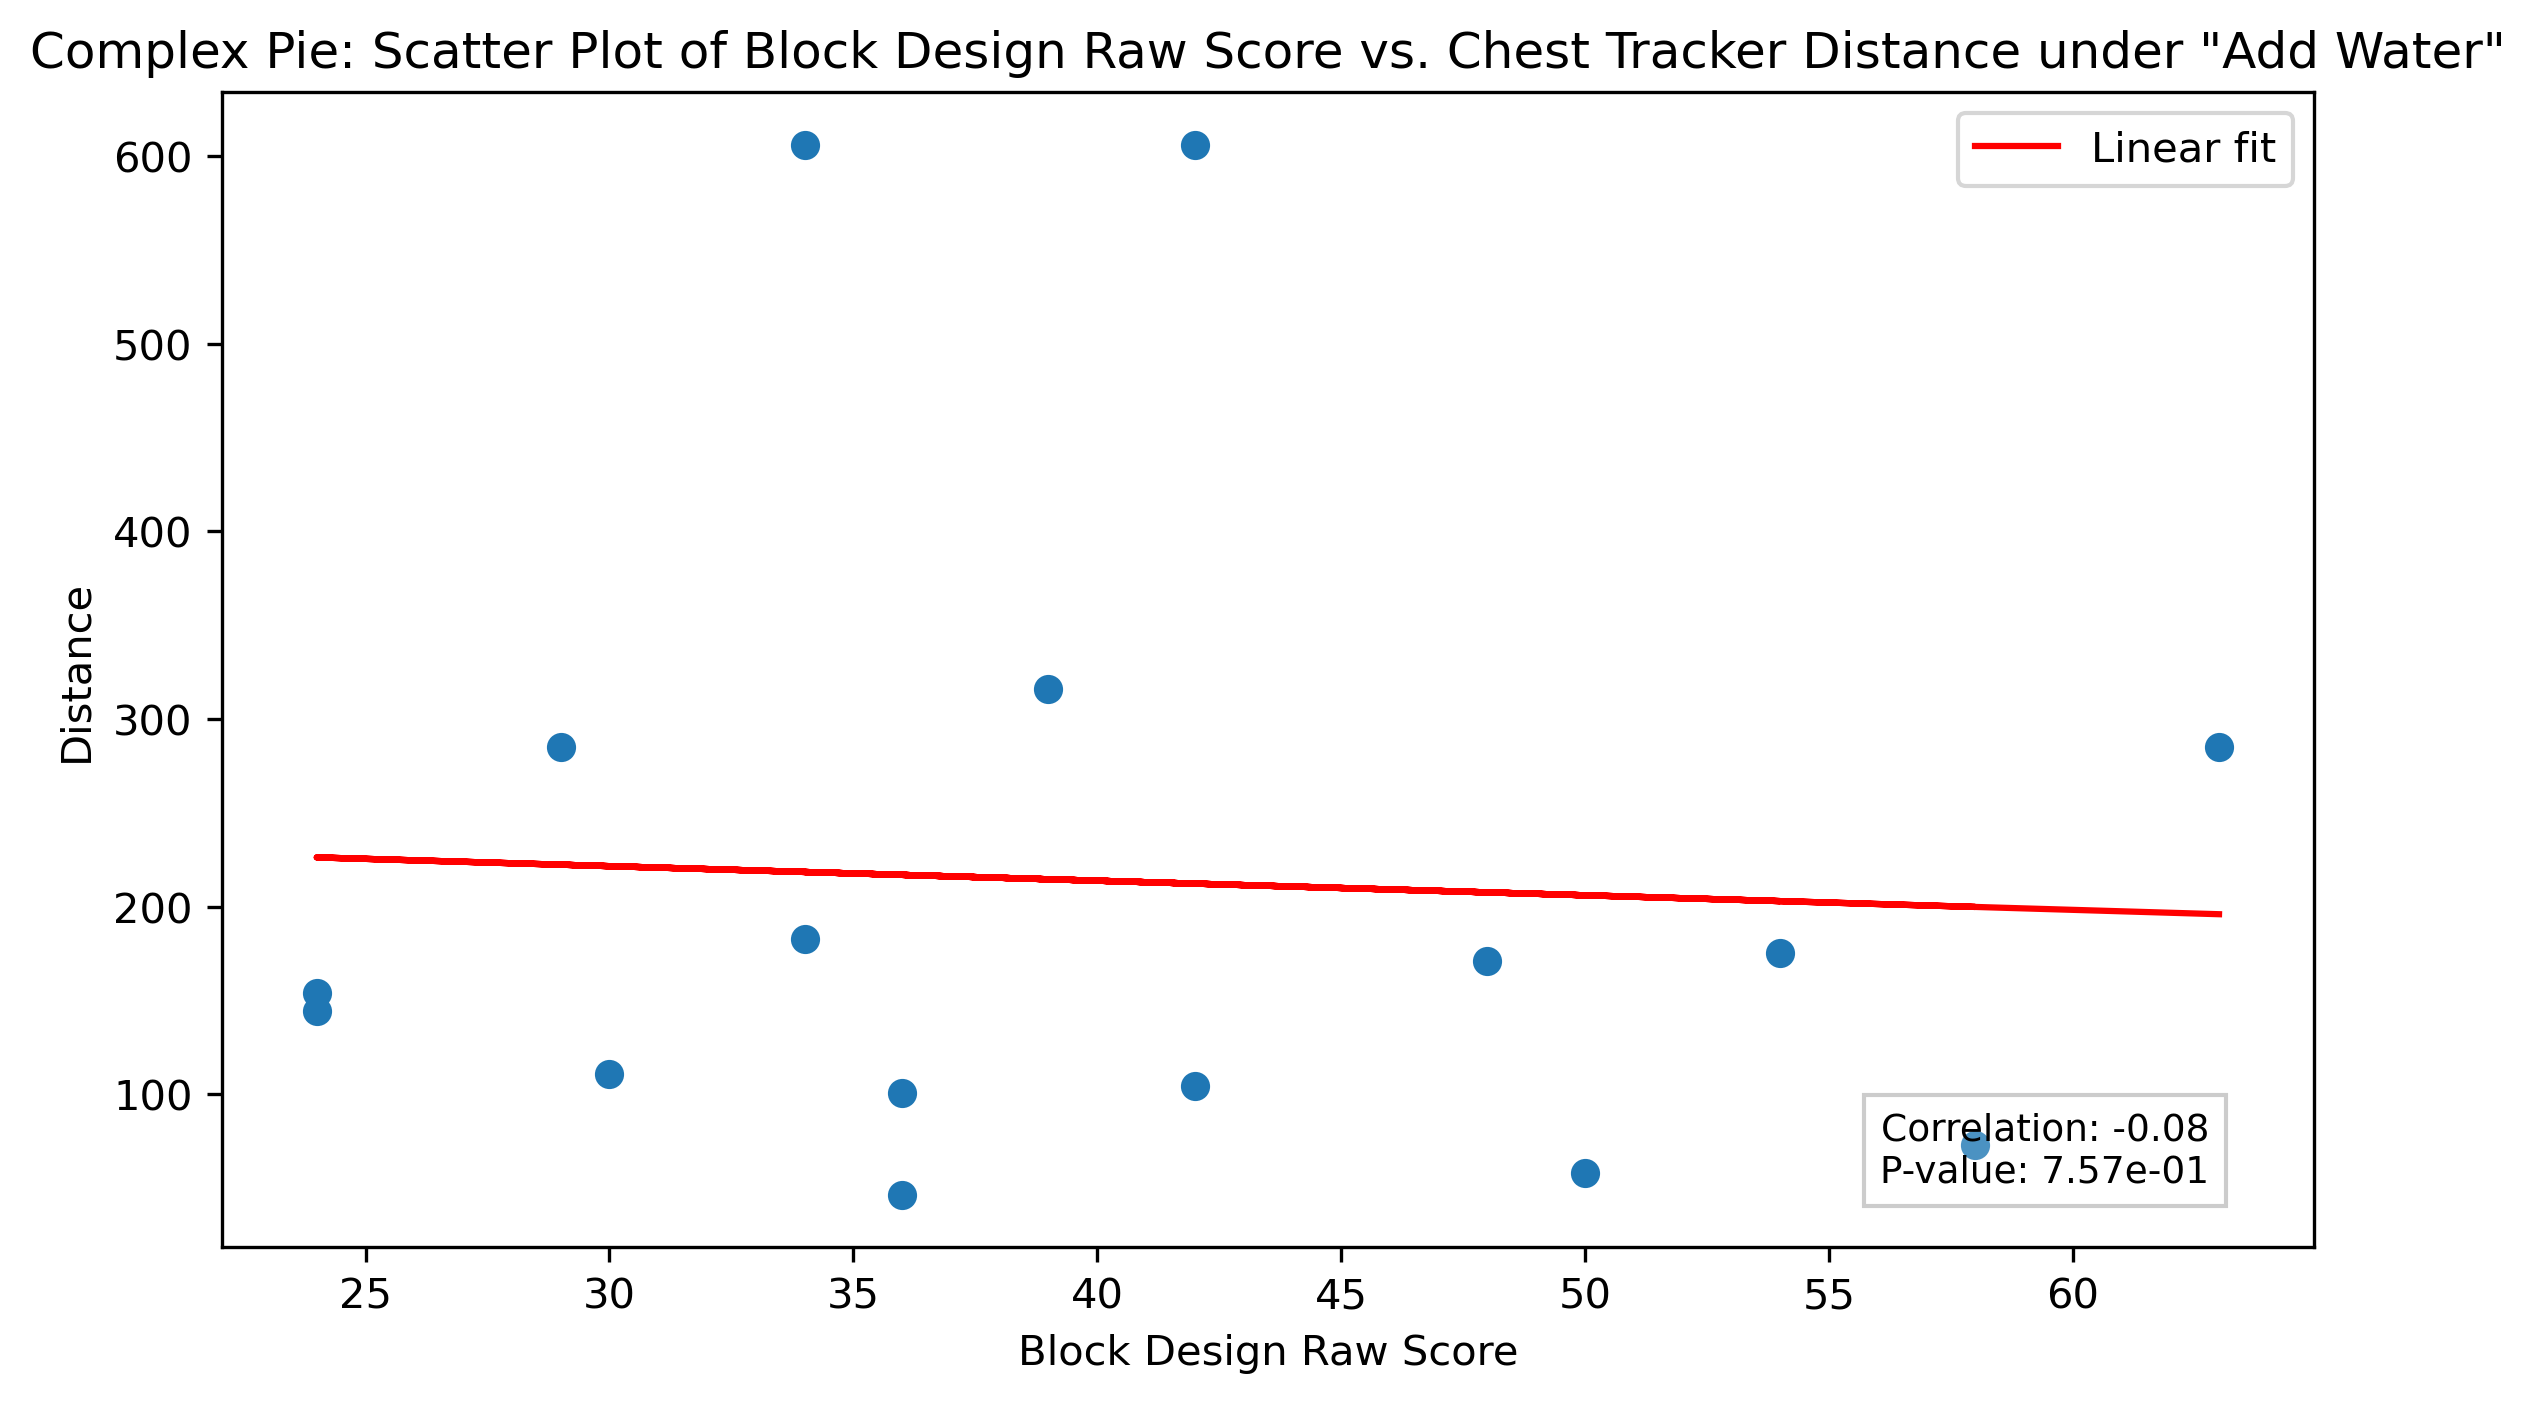 Complex Pie: Scatter Plot of Block Design Raw Score vs. Chest Tracker Distance under "Add Water"
Linear fit
600
500
400
300
200
100
Distance
Correlation: -0.08
P-value: 7.57e-01
25 30 35 40 45 50 55 60
Block Design Raw Score